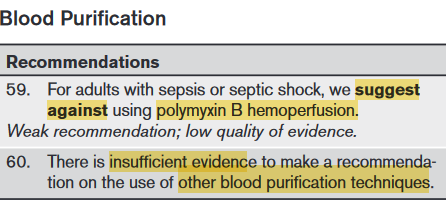 Blood Purification
Recommendations
59. For adults with sepsis or septic shock, we suggest
against using polymyxin B hemoperfusion.
Weak recommendation; low quality of evidence.
60. There is insufficient evidence to make a recommenda-
tion on the use of other blood purification techniques.